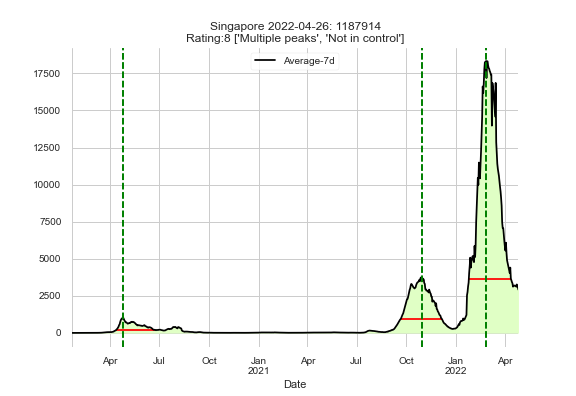 Singapore 2022-04-26: 1187914
Rating:8 ['Multiple peaks', 'Not in control']
Average-7d
17500
15000
12500
10000
7500
5000
2500
0
Apr Jul Oct Jan Apr Jul Oct Jan Apr
2021 2022
Date